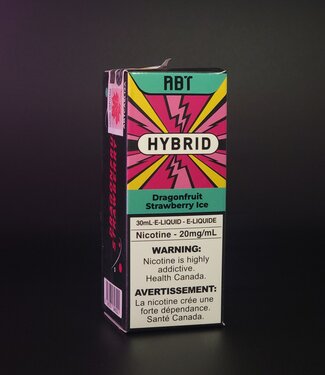 ABT
HYBRID
Dragonfruit
Strawberry Ice
30mL E-LIQUID - E-LIQUIDE
Nicotine - 20mg/mL
WARNING:
Nicotine is highly
addictive.
Health Canada.
AVERTISSEMENT:
La nicotine crée une
forte dépendance.
Santé Canada.